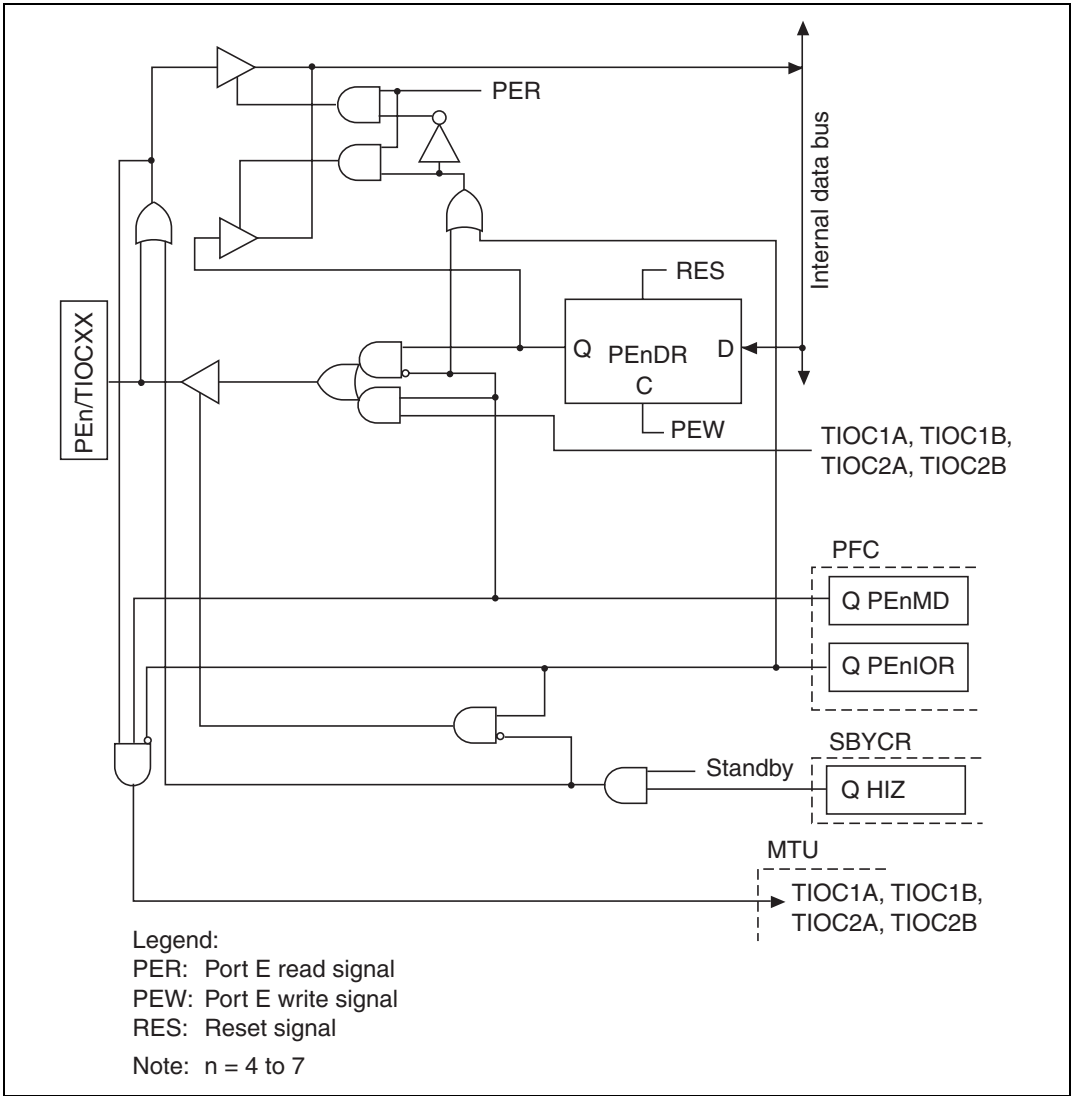 PER
Internal data bus
RES
PEn/TIOCXX
Q PEnDR D
C
PEW
TIOC1A, TIOC1B,
TIOC2A, TIOC2B
PFC
Q PEnMD
Q PEnIOR
SBYCR
Standby
Q HIZ
MTU
TIOC1A, TIOC1B,
TIOC2A, TIOC2B
Legend:
PER: Port E read signal
PEW: Port E write signal
RES: Reset signal
Note: n = 4 to 7